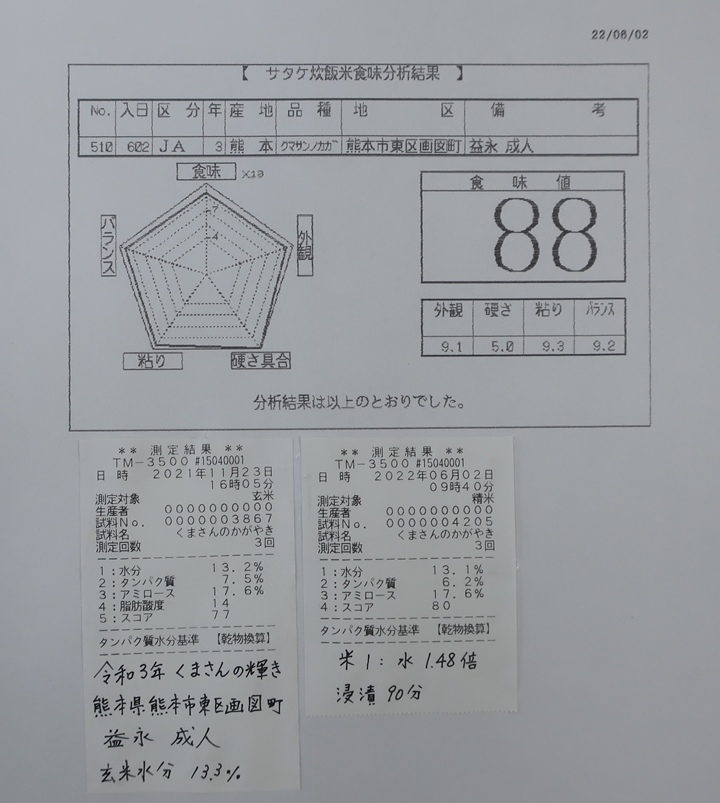 22/06/02
【 サタケ炊飯米食味分析結果 】
No. 入日 区分 年 産地 品種 地区 備考
510 602 JA 3 熊本 クマサンノカガ 熊本市東区画図町 益永 成人
食味 ×10
7
4
バランス
外観
粘り
硬さ具合
食味値
88
外観 硬さ 粘り バランス
9.1 5.0 9.3 9.2
分析結果は以上のとおりでした。
** 測定結果 **
TM-3500 #15040001
日時 2021年11月23日
16時05分
測定対象 玄米
生産者 0000000000
試料No. 0000003867
試料名 くまさんのかがやき
測定回数 3回
1:水分 13.2%
2:タンパク質 7.5%
3:アミロース 17.6%
4:脂肪酸度 14
5:スコア 77
タンパク質水分基準 【乾物換算】
令和3年 くまさんの輝き
熊本県熊本市東区画図町
益永 成人
玄米水分 13.3%
** 測定結果 **
TM-3500 #15040001
日時 2022年06月02日
09時40分
測定対象 精米
生産者 0000000000
試料No. 0000004205
試料名 くまさんのかがやき
測定回数 3回
1:水分 13.1%
2:タンパク質 6.2%
3:アミロース 17.6%
4:スコア 80
タンパク質水分基準 【乾物換算】
米1:水1.48倍
浸漬 90分